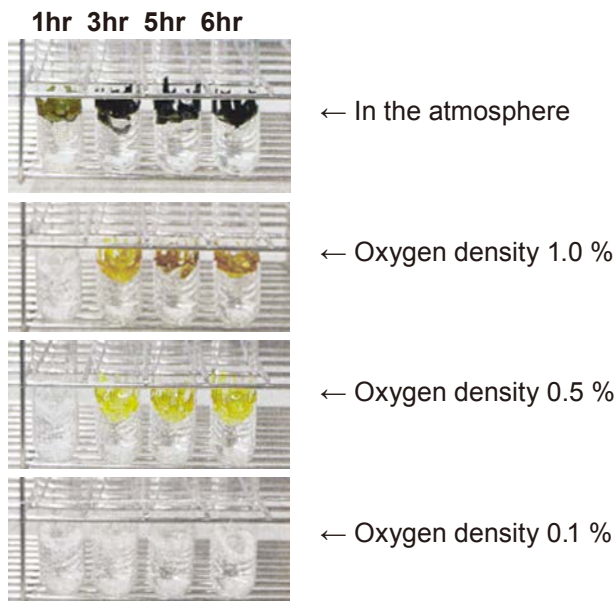 1hr 3hr 5hr 6hr
← In the atmosphere
← Oxygen density 1.0 %
← Oxygen density 0.5 %
← Oxygen density 0.1 %